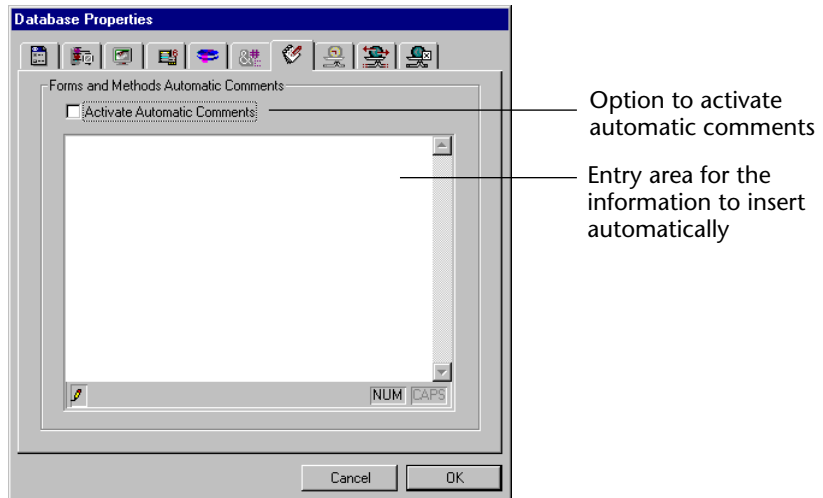 Database Properties
&#
Forms and Methods Automatic Comments
Activate Automatic Comments
NUM CAPS
Cancel OK
Option to activate
automatic comments
Entry area for the
information to insert
automatically